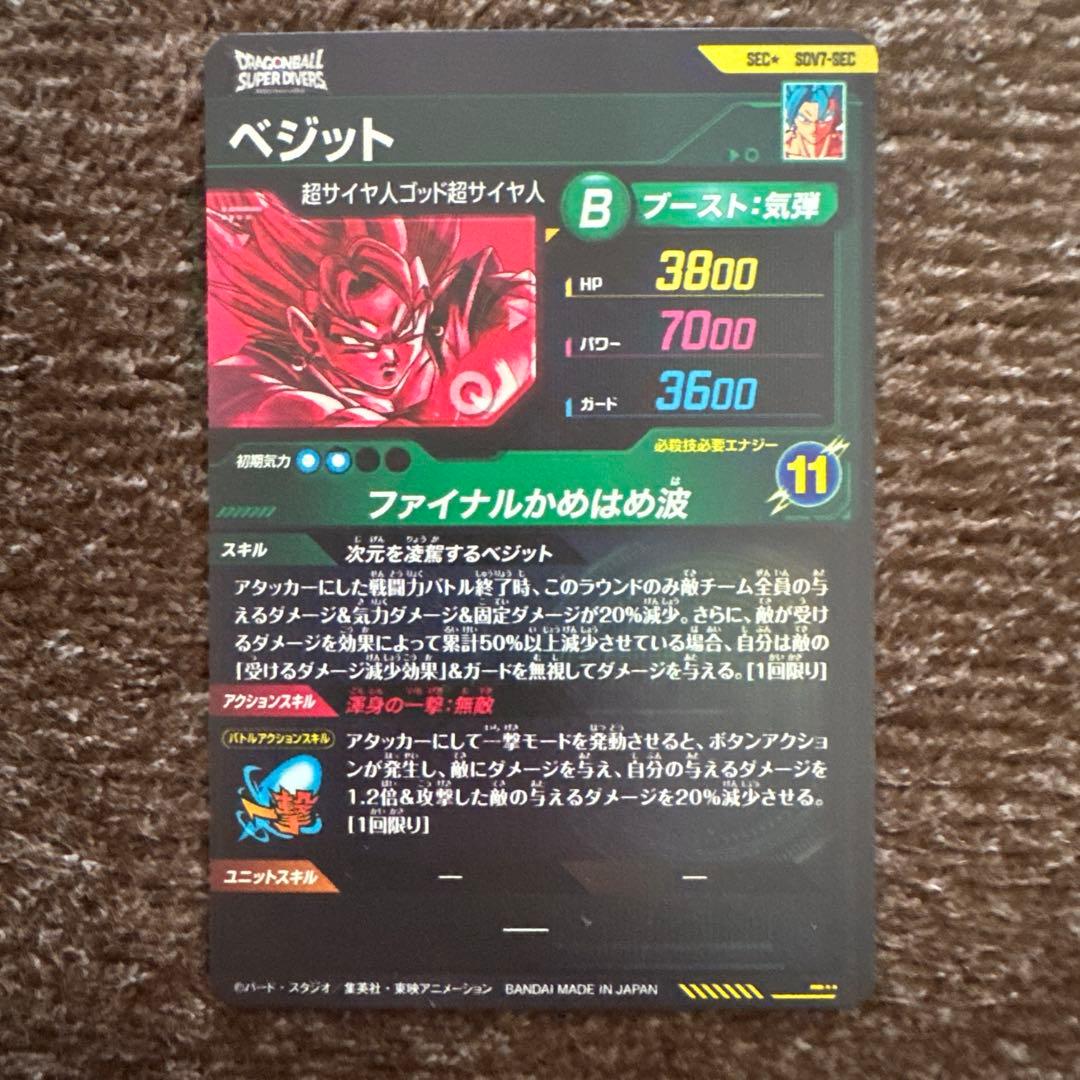 DRAGONBALL
SUPER DIVERS
SEC★ SDV7-SEC
ベジット
超サイヤ人ゴッド超サイヤ人
B ブースト:気弾
HP 3800
パワー 7000
ガード 3600
初期気力
必殺技必要エナジー
11
ファイナルかめはめ波
スキル 次元を凌駕するベジット
アタッカーにした戦闘力バトル終了時、このラウンドのみ敵チーム全員の与
えるダメージ&気力ダメージ&固定ダメージが20%減少。さらに、敵が受け
るダメージを効果によって累計50%以上減少させている場合、自分は敵の
「受けるダメージ減少効果」&ガードを無視してダメージを与える。[1回限り]
アクションスキル 渾身の一撃:無敵
バトルアクションスキル
一撃
アタッカーにして一撃モードを発動させると、ボタンアクショ
ンが発生し、敵にダメージを与え、自分の与えるダメージを
1.2倍&攻撃した敵の与えるダメージを20%減少させる。
[1回限り]
ユニットスキル — —
—
©バード・スタジオ/集英社・東映アニメーション BANDAI MADE IN JAPAN